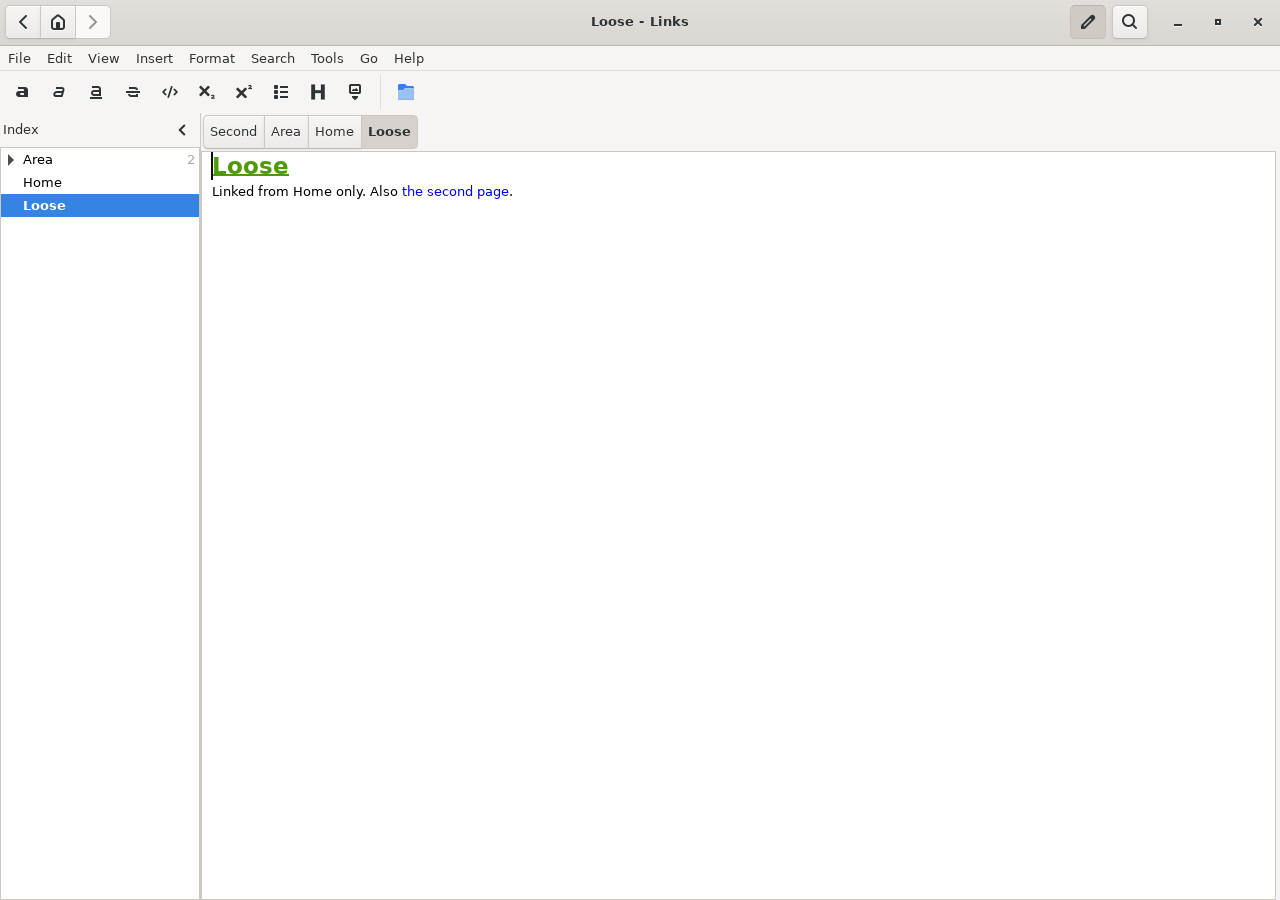 Loose - Links
File Edit View Insert Format Search Tools Go Help
Index
Second Area Home Loose
Area 2
Home
Loose
Loose
Linked from Home only. Also the second page.